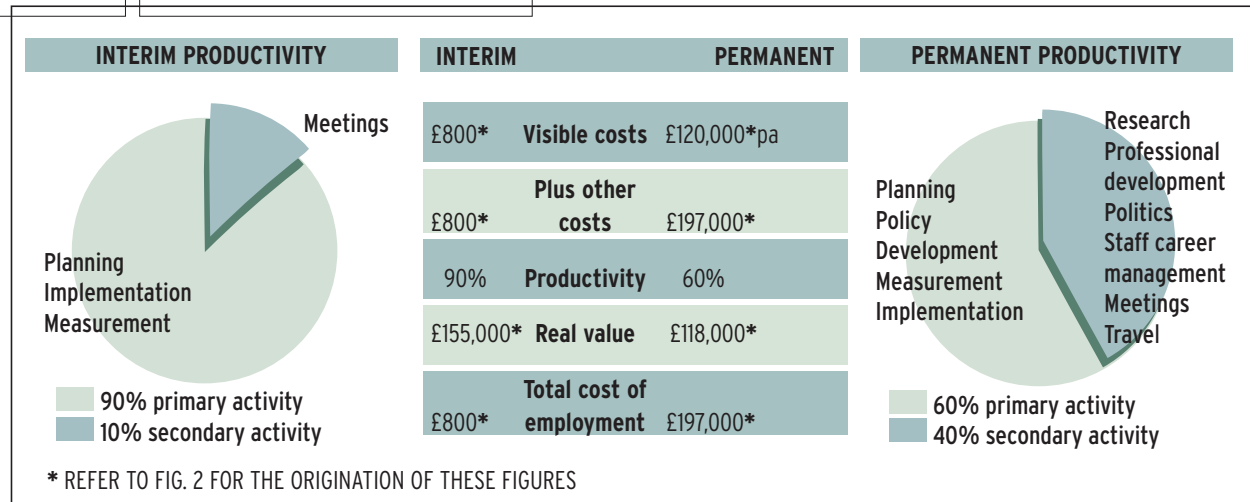 INTERIM PRODUCTIVITY
Meetings
Planning
Implementation
Measurement
90% primary activity
10% secondary activity
INTERIM PERMANENT
£800* Visible costs £120,000*pa
Plus other
£800* costs £197,000*
90% Productivity 60%
£155,000* Real value £118,000*
Total cost of
£800* employment £197,000*
PERMANENT PRODUCTIVITY
Planning
Policy
Development
Measurement
Implementation
Research
Professional
development
Politics
Staff career
management
Meetings
Travel
60% primary activity
40% secondary activity
* REFER TO FIG. 2 FOR THE ORIGINATION OF THESE FIGURES